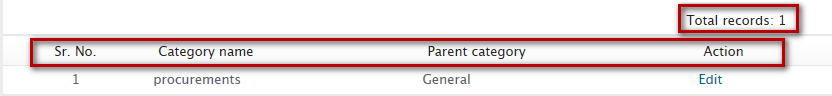 Total records: 1
Sr. No. Category name Parent category Action
1 procurements General Edit